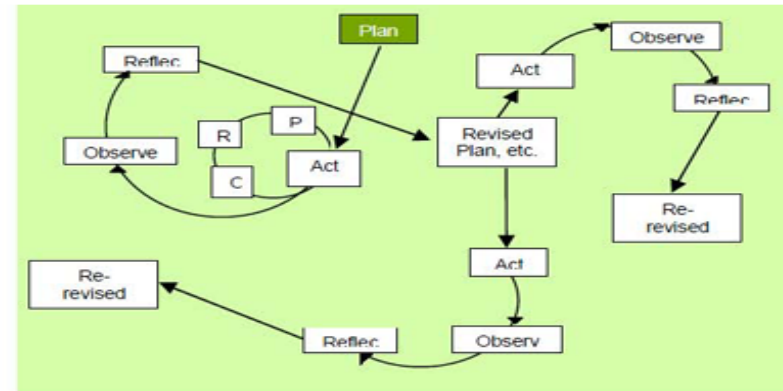 Plan
Act
P
R
C
Observe
Reflec
Revised
Plan, etc.
Act
Observe
Reflec
Re-
revised
Act
Observ
Reflec
Re-
revised